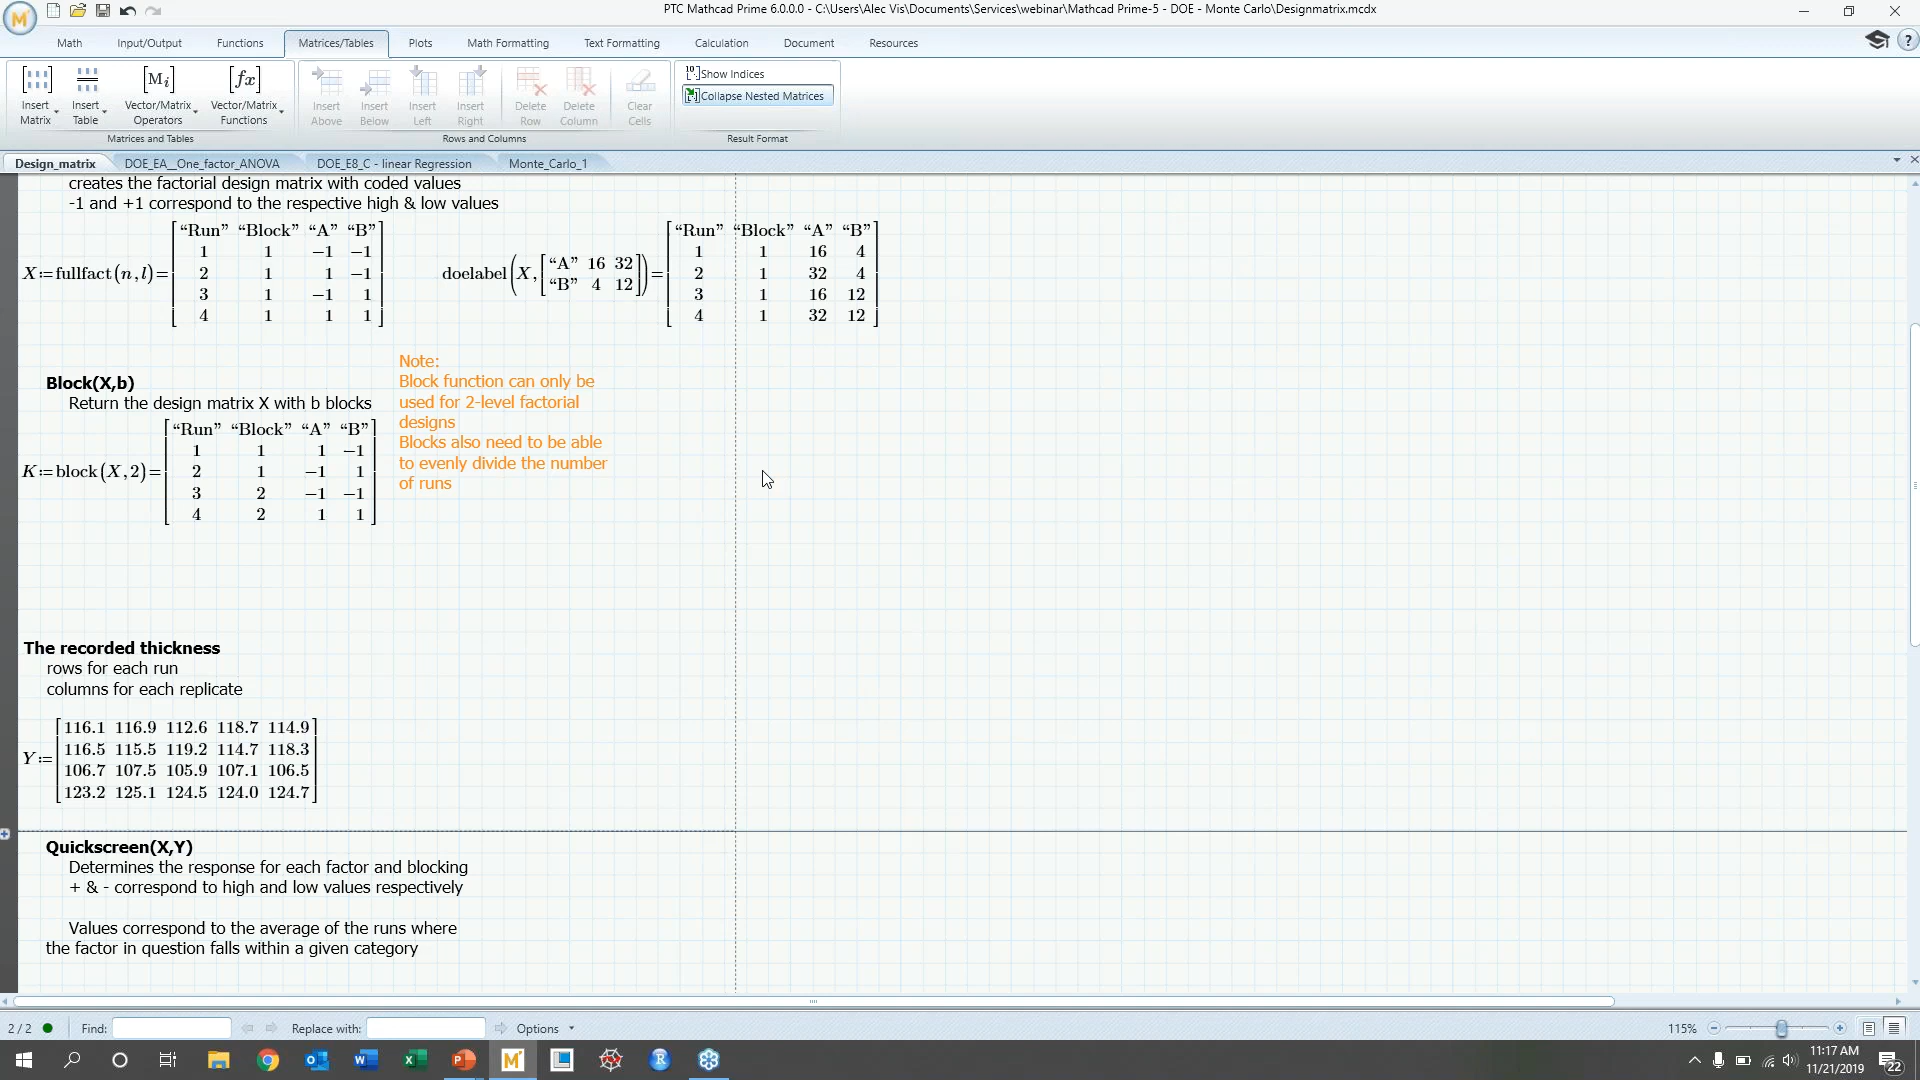 PTC Mathcad Prime 6.0.0.0 - C:\Users\Alec Vis\Documents\Services\webinar\Mathcad Prime-5 - DOE - Monte Carlo\Designmatrix.mcdx
Math Input/Output Functions Matrices/Tables Plots Math Formatting Text Formatting Calculation Document Resources
Insert Matrix
Insert Table
Vector/Matrix Operators
Vector/Matrix Functions
Insert Above
Insert Below
Insert Left
Insert Right
Delete Row
Delete Column
Clear Cells
Show Indices
Collapse Nested Matrices
Matrices and Tables Rows and Columns Result Format
Design_matrix DOE_EA__One_factor_ANOVA DOE_E8_C - linear Regression Monte_Carlo_1
creates the factorial design matrix with coded values
-1 and +1 correspond to the respective high & low values
X:=fullfact(n,l)=
“Run” “Block” “A” “B”
1 1 −1 −1
2 1 1 −1
3 1 −1 1
4 1 1 1
doelabel(X,[“A” 16 32
“B” 4 12])=
“Run” “Block” “A” “B”
1 1 16 4
2 1 32 4
3 1 16 12
4 1 32 12
Block(X,b)
Return the design matrix X with b blocks
K:=block(X,2)=
“Run” “Block” “A” “B”
1 1 1 −1
2 1 −1 1
3 2 −1 −1
4 2 1 1
Note:
Block function can only be
used for 2-level factorial
designs
Blocks also need to be able
to evenly divide the number
of runs
The recorded thickness
rows for each run
columns for each replicate
Y:=
116.1 116.9 112.6 118.7 114.9
116.5 115.5 119.2 114.7 118.3
106.7 107.5 105.9 107.1 106.5
123.2 125.1 124.5 124.0 124.7
Quickscreen(X,Y)
Determines the response for each factor and blocking
+ & - correspond to high and low values respectively
Values correspond to the average of the runs where
the factor in question falls within a given category
2 / 2 Find: Replace with: Options 115%
11:17 AM
11/21/2019
22